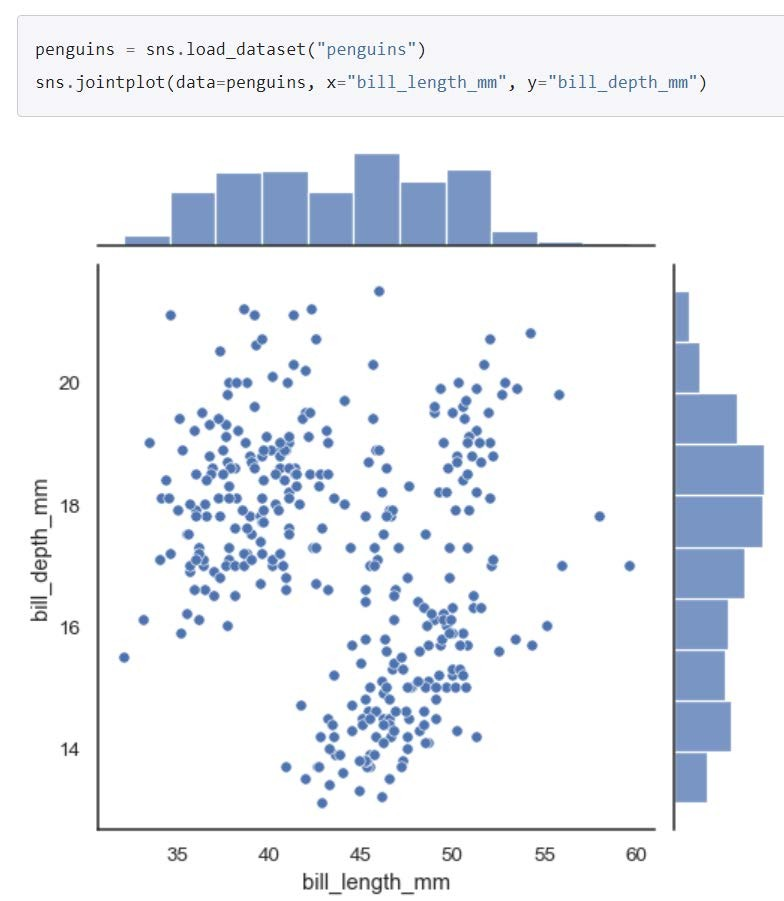 penguins = sns.load_dataset("penguins")
sns.jointplot(data=penguins, x="bill_length_mm", y="bill_depth_mm")
20
18
16
14
bill_depth_mm
35 40 45 50 55 60
bill_length_mm